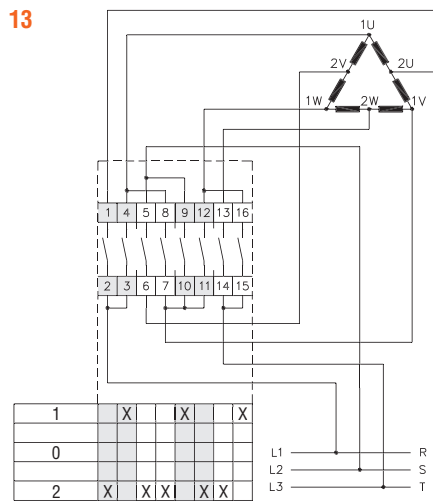 13
1U
2V 2U
1W 2W 1V
1 4 5 8 9 12 13 16
2 3 6 7 10 11 14 15
1 X X X
0
2 X X X X X
L1 R
L2 S
L3 T